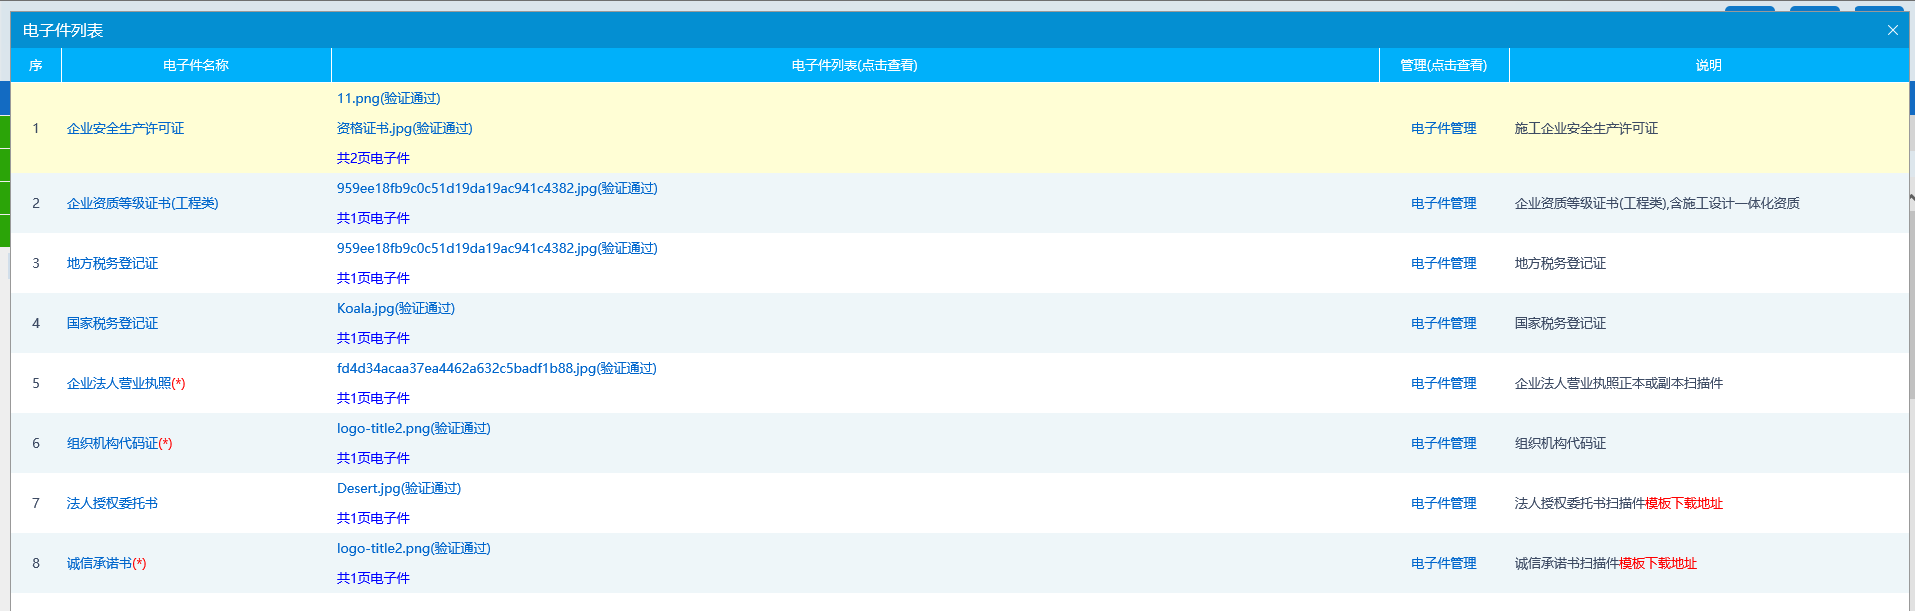 电子件列表
序 电子件名称 电子件列表(点击查看) 管理(点击查看) 说明
11.png(验证通过)
1 企业安全生产许可证 资格证书.jpg(验证通过) 电子件管理 施工企业安全生产许可证
共2页电子件
959ee18fb9c0c51d19da19ac941c4382.jpg(验证通过)
2 企业资质等级证书(工程类) 电子件管理 企业资质等级证书(工程类),含施工设计一体化资质
共1页电子件
959ee18fb9c0c51d19da19ac941c4382.jpg(验证通过)
3 地方税务登记证 电子件管理 地方税务登记证
共1页电子件
Koala.jpg(验证通过)
4 国家税务登记证 电子件管理 国家税务登记证
共1页电子件
fd4d34acaa37ea4462a632c5badf1b88.jpg(验证通过)
5 企业法人营业执照(*) 电子件管理 企业法人营业执照正本或副本扫描件
共1页电子件
logo-title2.png(验证通过)
6 组织机构代码证(*) 电子件管理 组织机构代码证
共1页电子件
Desert.jpg(验证通过)
7 法人授权委托书 电子件管理 法人授权委托书扫描件模板下载地址
共1页电子件
logo-title2.png(验证通过)
8 诚信承诺书(*) 电子件管理 诚信承诺书扫描件模板下载地址
共1页电子件